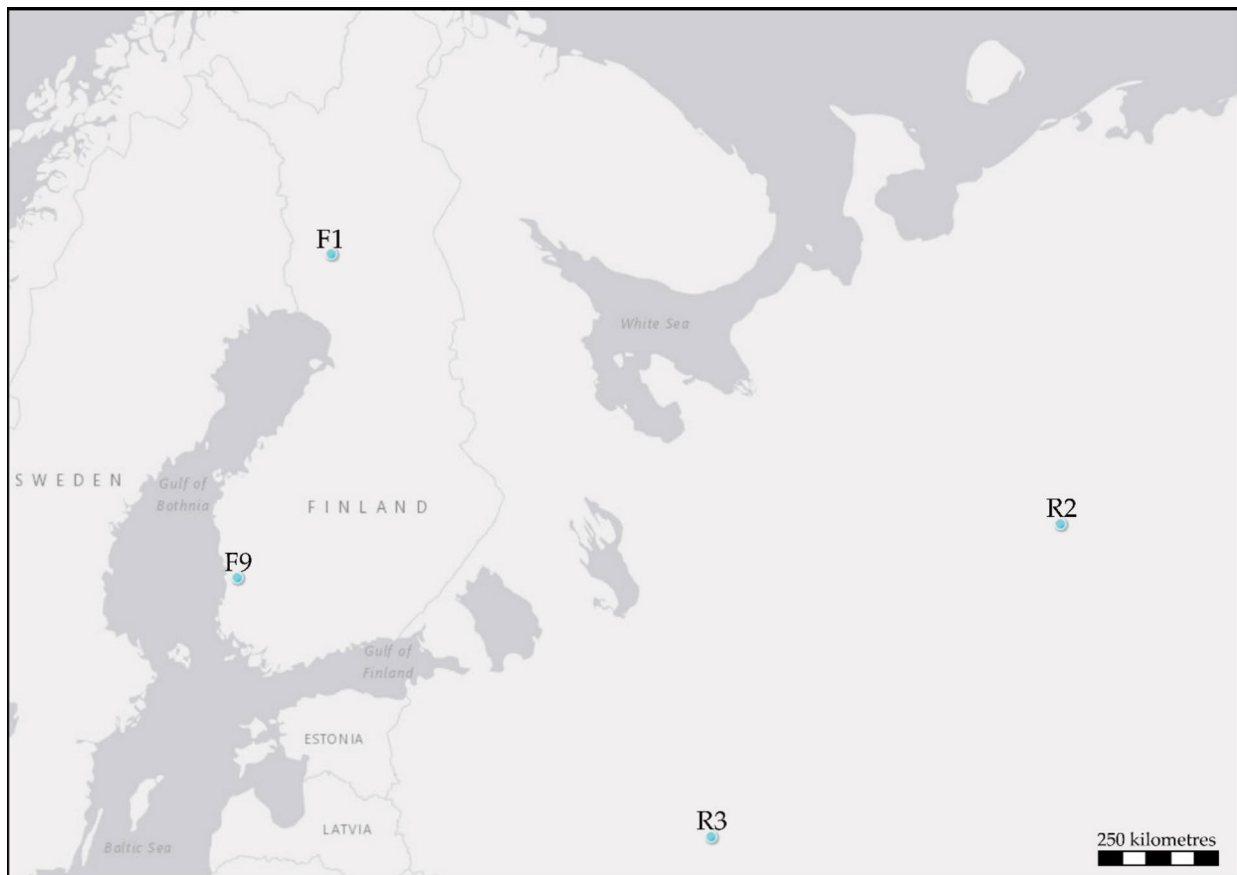 F1
White Sea
SWEDEN
Gulf of
Bothnia
FINLAND
R2
F9
Gulf of
Finland
ESTONIA
R3
LATVIA
250 kilometres
Baltic Sea